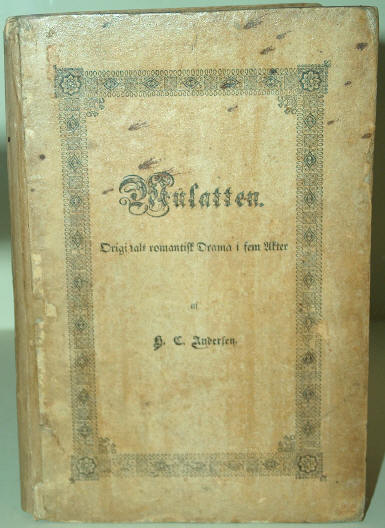 Mulatten.
Originalt romantisk Drama i fem Akter
af
H. C. Andersen.